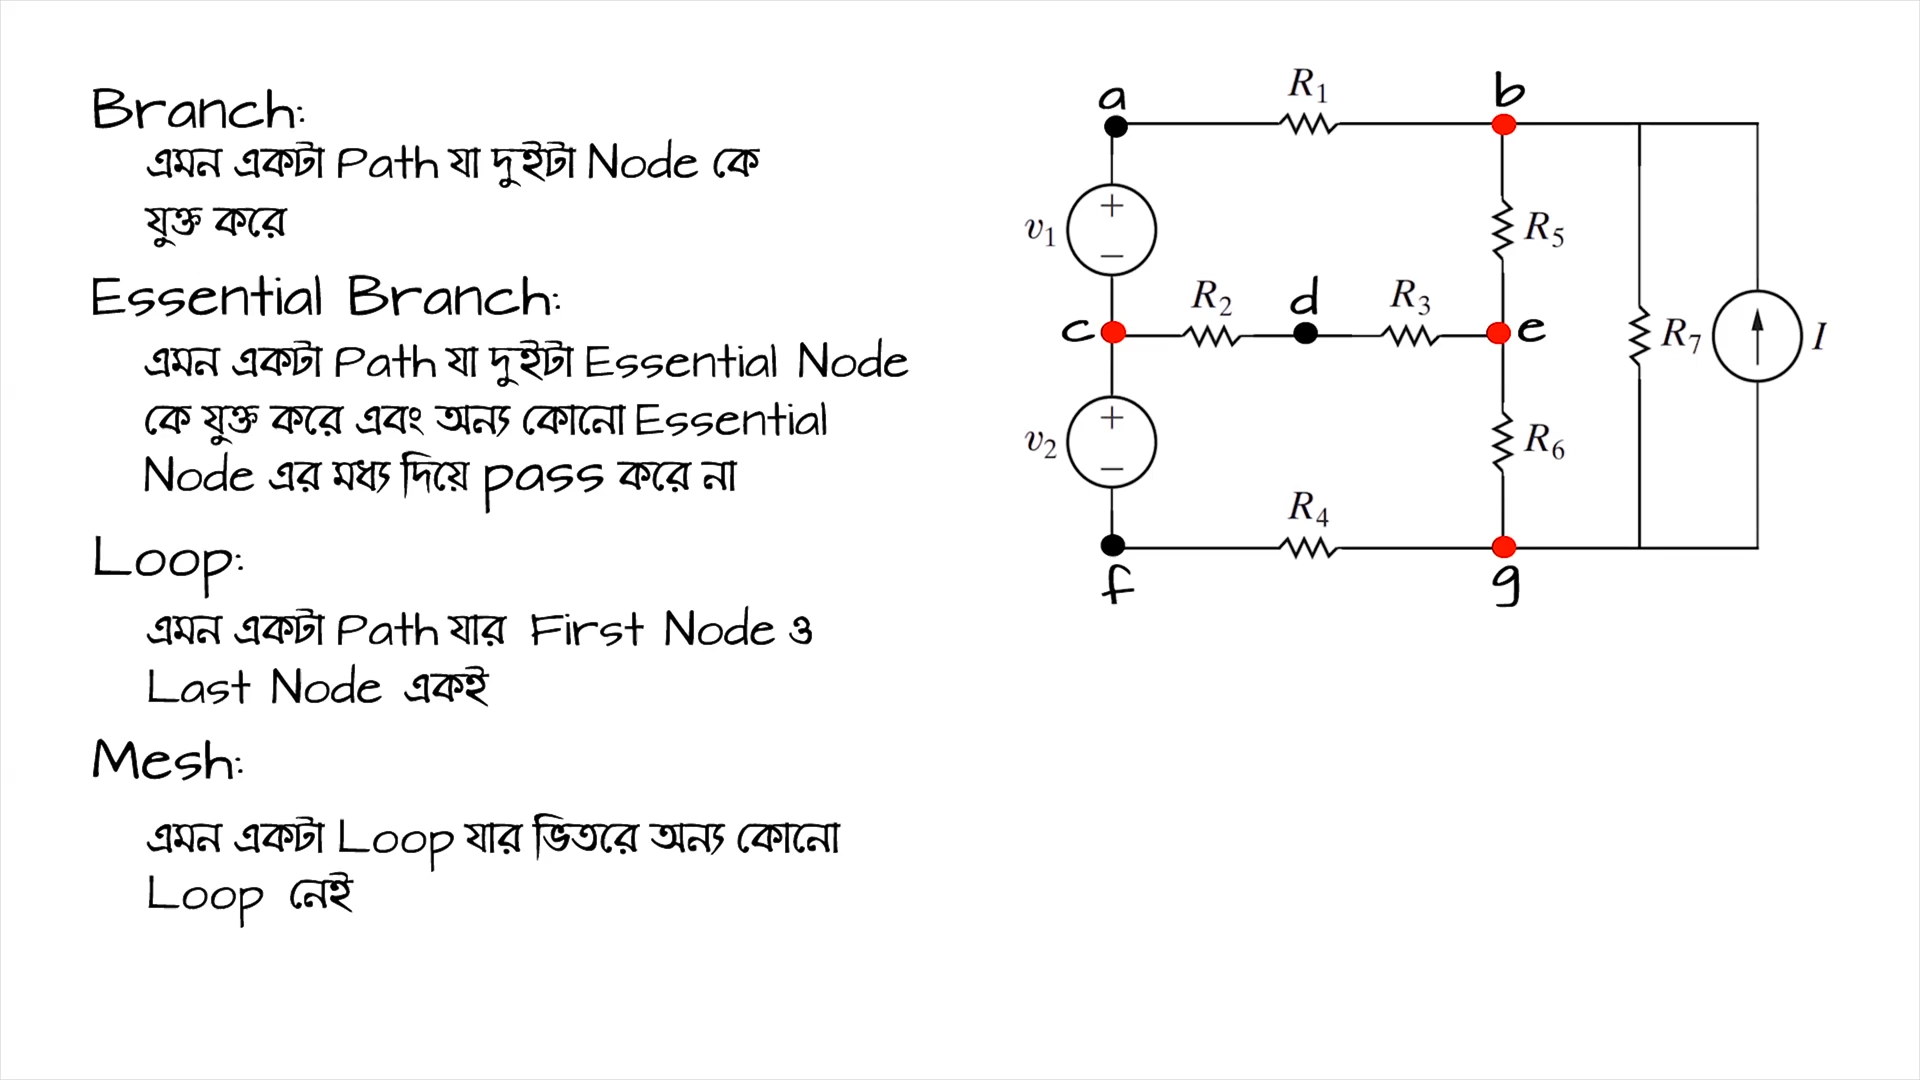 Branch:
এমন একটা Path যা দুইটা Node কে
যুক্ত করে
Essential Branch:
এমন একটা Path যা দুইটা Essential Node
কে যুক্ত করে এবং অন্য কোনো Essential
Node এর মধ্য দিয়ে pass করে না
Loop:
এমন একটা Path যার First Node ও
Last Node একই
Mesh:
এমন একটা Loop যার ভিতরে অন্য কোনো
Loop নেই
R1
a
b
+
v1
R5
−
R2
d
R3
c
e
R7
I
+
v2
R6
−
R4
f
g